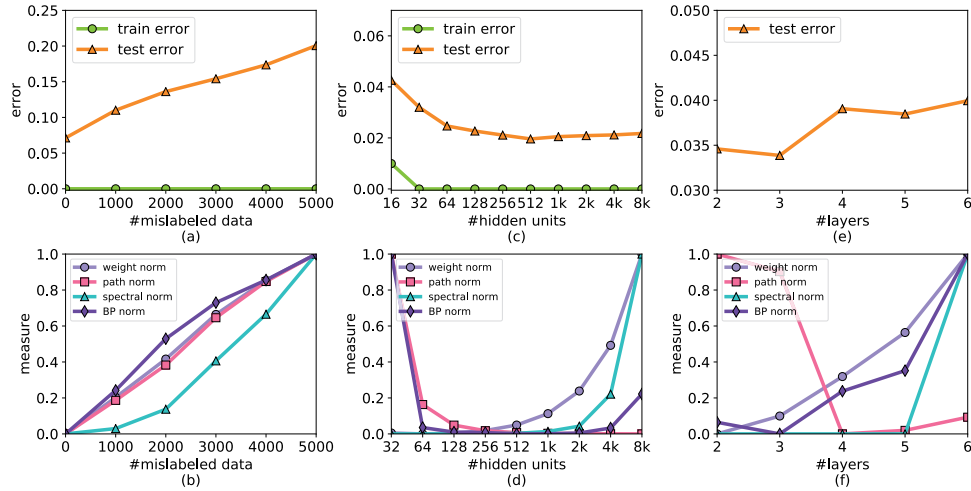 0.25
0.20
0.15
0.10
0.05
0.00
error
train error
test error
0 1000 2000 3000 4000 5000
#mislabeled data
(a)
0.06
0.04
0.02
0.00
error
train error
test error
16 32 64 128 256 512 1k 2k 4k 8k
#hidden units
(c)
0.050
0.045
0.040
0.035
0.030
error
test error
2 3 4 5 6
#layers
(e)
1.0
0.8
0.6
0.4
0.2
0.0
measure
weight norm
path norm
spectral norm
BP norm
0 1000 2000 3000 4000 5000
#mislabeled data
(b)
1.0
0.8
0.6
0.4
0.2
0.0
measure
weight norm
path norm
spectral norm
BP norm
32 64 128 256 512 1k 2k 4k 8k
#hidden units
(d)
1.0
0.8
0.6
0.4
0.2
0.0
measure
weight norm
path norm
spectral norm
BP norm
2 3 4 5 6
#layers
(f)